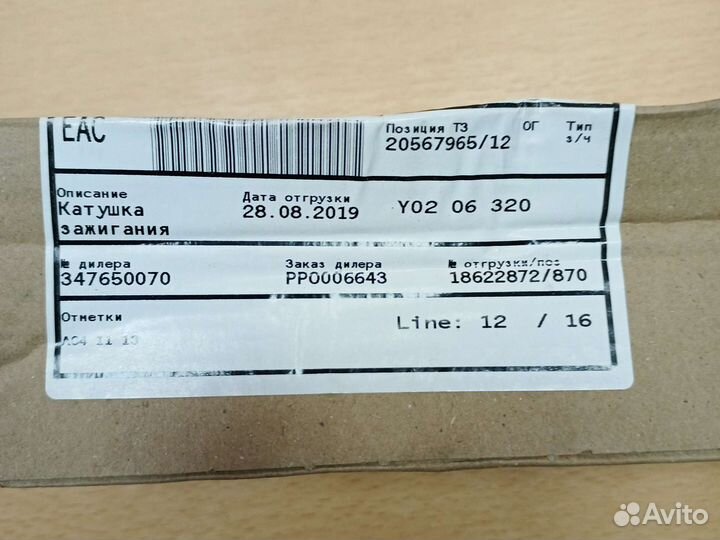 EAC
Позиция ТЗ ОГ Тип
20567965/12 з/ч
Описание Дата отгрузки
Катушка 28.08.2019 Y02 06 320
зажигания
№ дилера Заказ дилера № отгрузки/поз
347650070 PP0006643 18622872/870
Отметки Line: 12 / 16
Avito